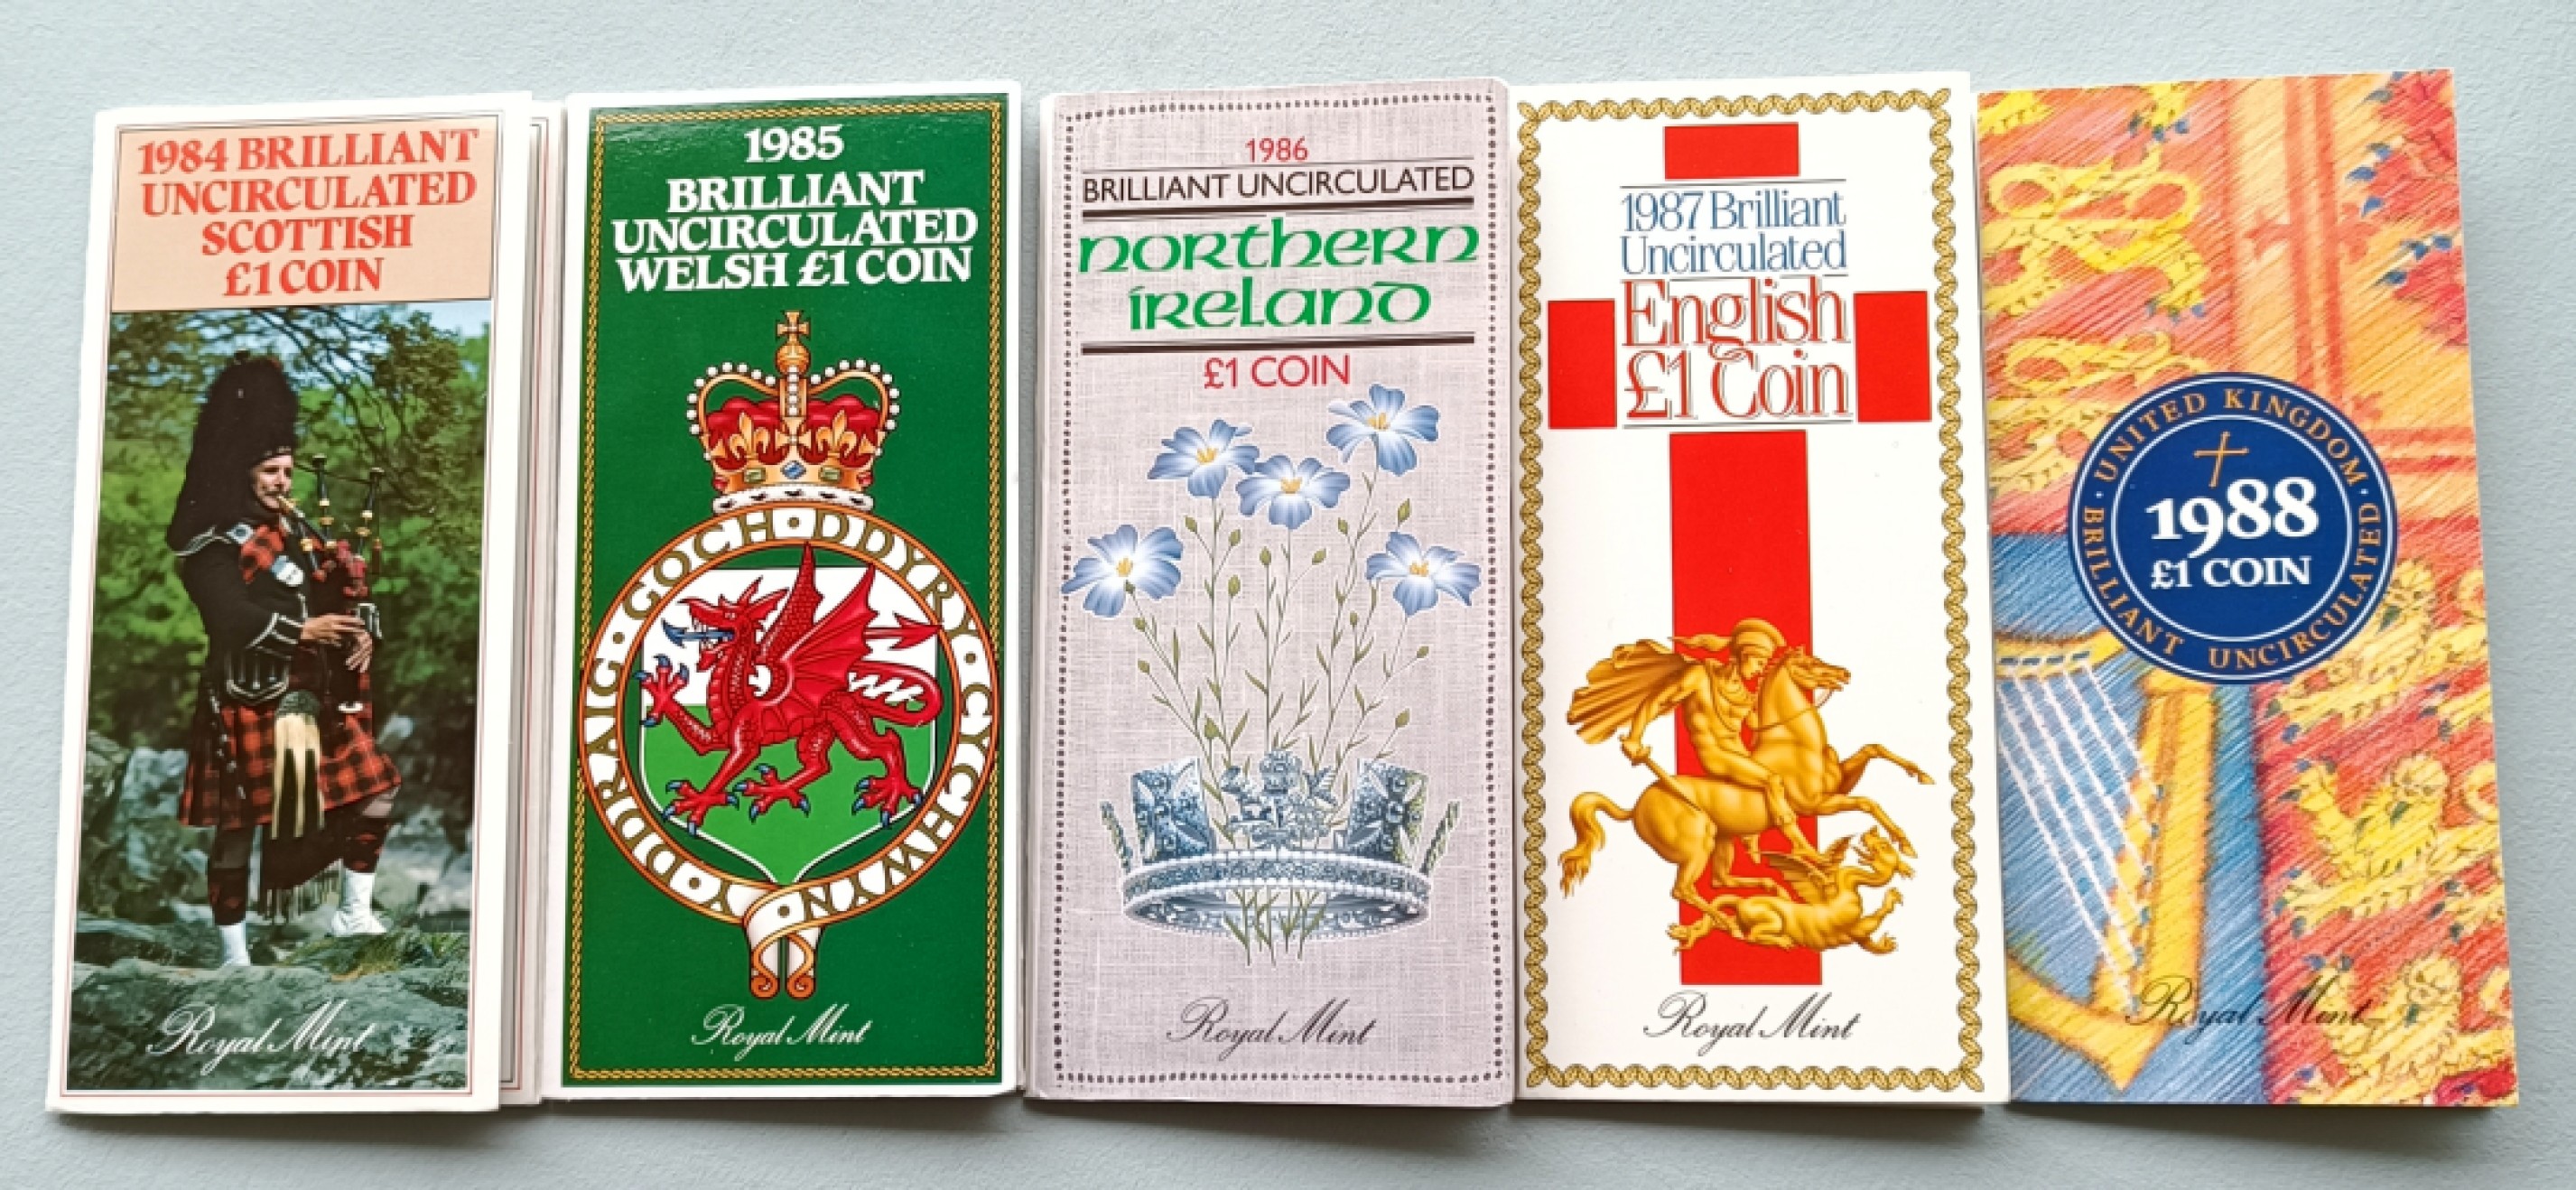 1984 BRILLIANT
UNCIRCULATED
SCOTTISH
£1 COIN
Royal Mint
1985
BRILLIANT
UNCIRCULATED
WELSH £1 COIN
Y·DDRAIG·GOCH·DDYRY·CYCHWYN·
Royal Mint
1986
BRILLIANT UNCIRCULATED
NORTHERN
IRELAND
£1 COIN
Royal Mint
1987 Brilliant
Uncirculated
English
£1 Coin
Royal Mint
UNITED KINGDOM
1988
£1 COIN
BRILLIANT UNCIRCULATED
Royal Mint